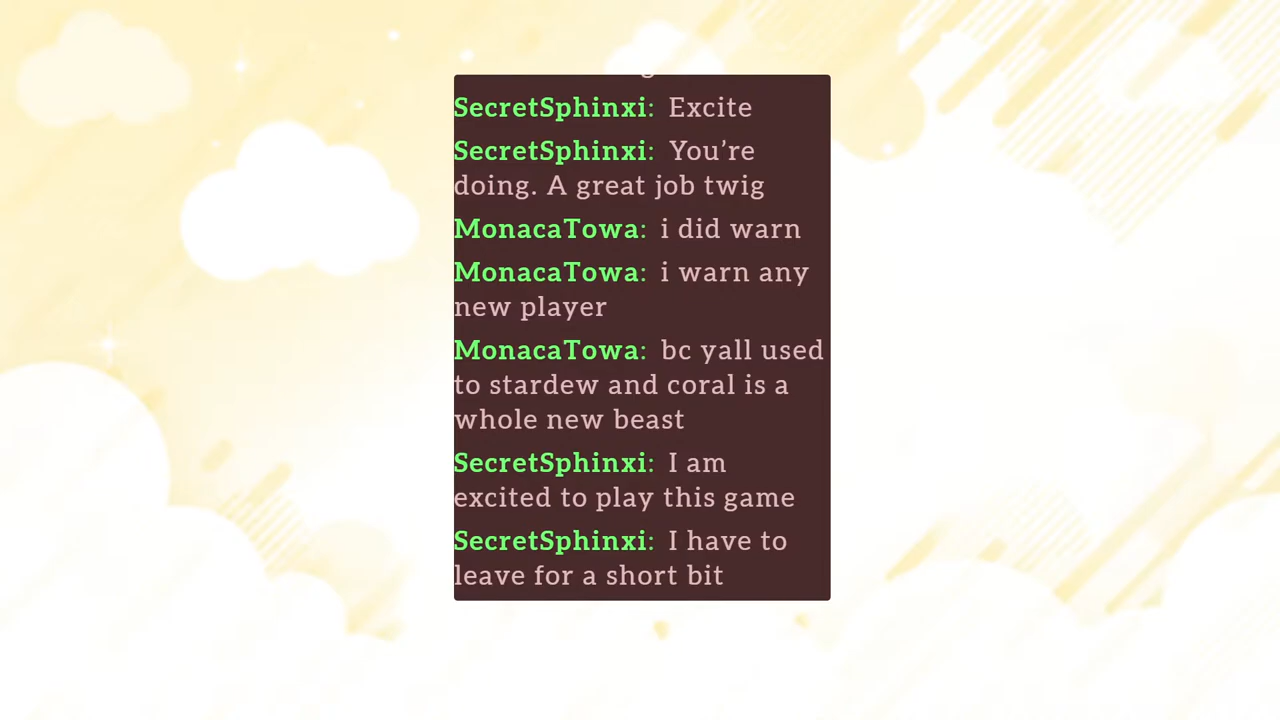 SecretSphinxi: Excite
SecretSphinxi: You’re
doing. A great job twig
MonacaTowa: i did warn
MonacaTowa: i warn any
new player
MonacaTowa: bc yall used
to stardew and coral is a
whole new beast
SecretSphinxi: I am
excited to play this game
SecretSphinxi: I have to
leave for a short bit